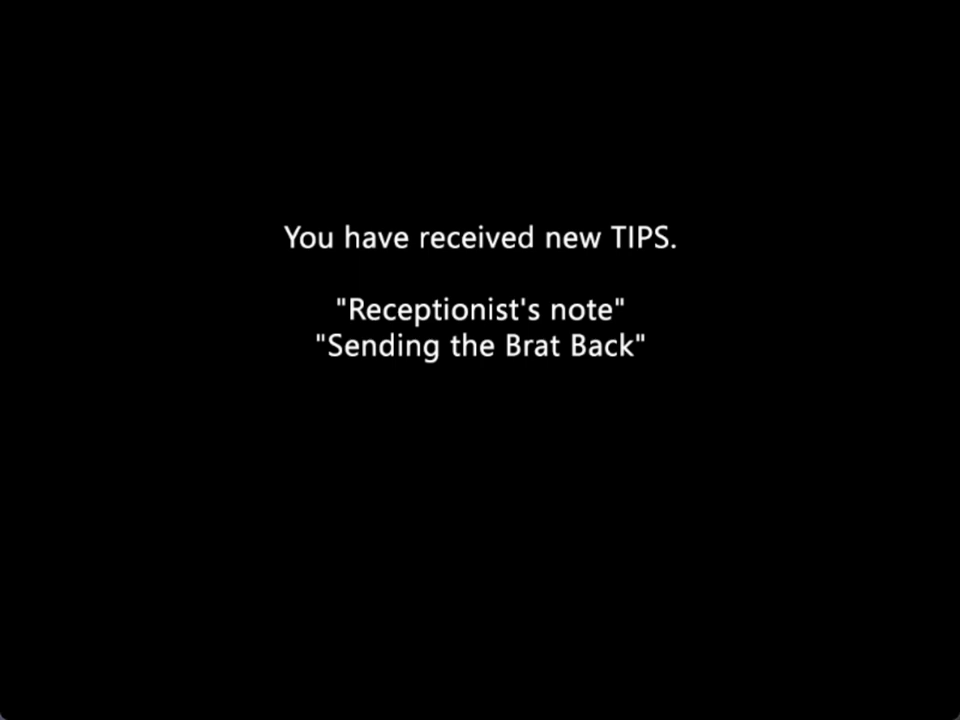 You have received new TIPS.
"Receptionist's note"
"Sending the Brat Back"